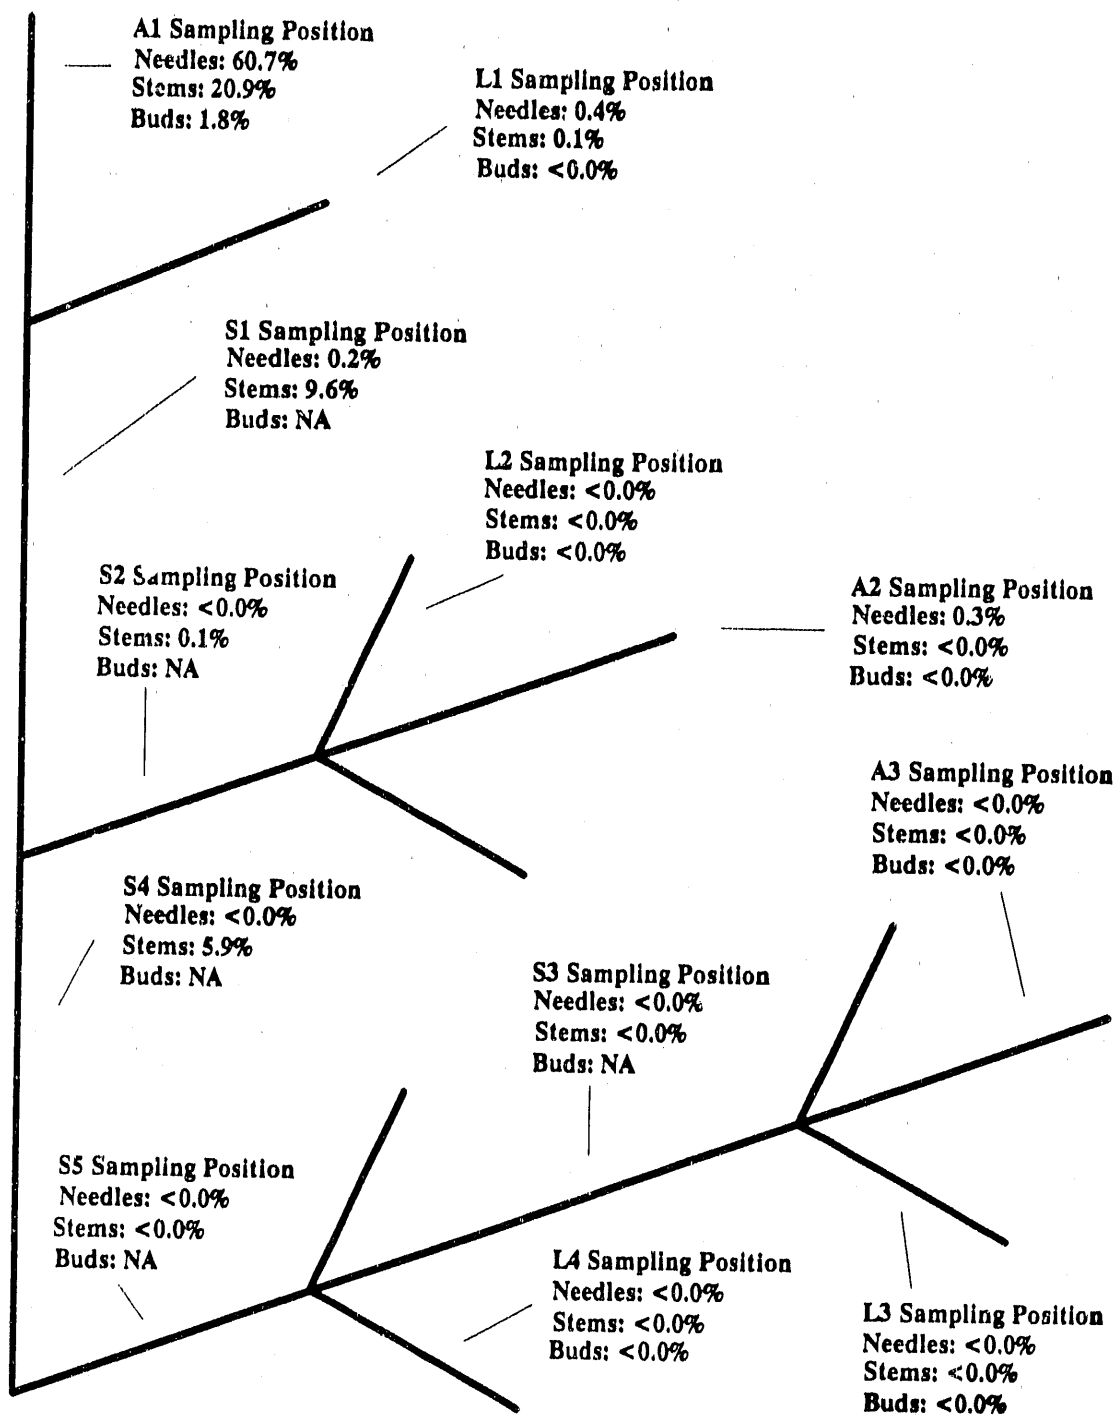 A1 Sampling Position
Needles: 60.7%
Stems: 20.9%
Buds: 1.8%
L1 Sampling Position
Needles: 0.4%
Stems: 0.1%
Buds: <0.0%
S1 Sampling Position
Needles: 0.2%
Stems: 9.6%
Buds: NA
L2 Sampling Position
Needles: <0.0%
Stems: <0.0%
Buds: <0.0%
S2 Sampling Position
Needles: <0.0%
Stems: 0.1%
Buds: NA
A2 Sampling Position
Needles: 0.3%
Stems: <0.0%
Buds: <0.0%
A3 Sampling Position
Needles: <0.0%
Stems: <0.0%
Buds: <0.0%
S4 Sampling Position
Needles: <0.0%
Stems: 5.9%
Buds: NA
S3 Sampling Position
Needles: <0.0%
Stems: <0.0%
Buds: NA
S5 Sampling Position
Needles: <0.0%
Stems: <0.0%
Buds: NA
L4 Sampling Position
Needles: <0.0%
Stems: <0.0%
Buds: <0.0%
L3 Sampling Position
Needles: <0.0%
Stems: <0.0%
Buds: <0.0%